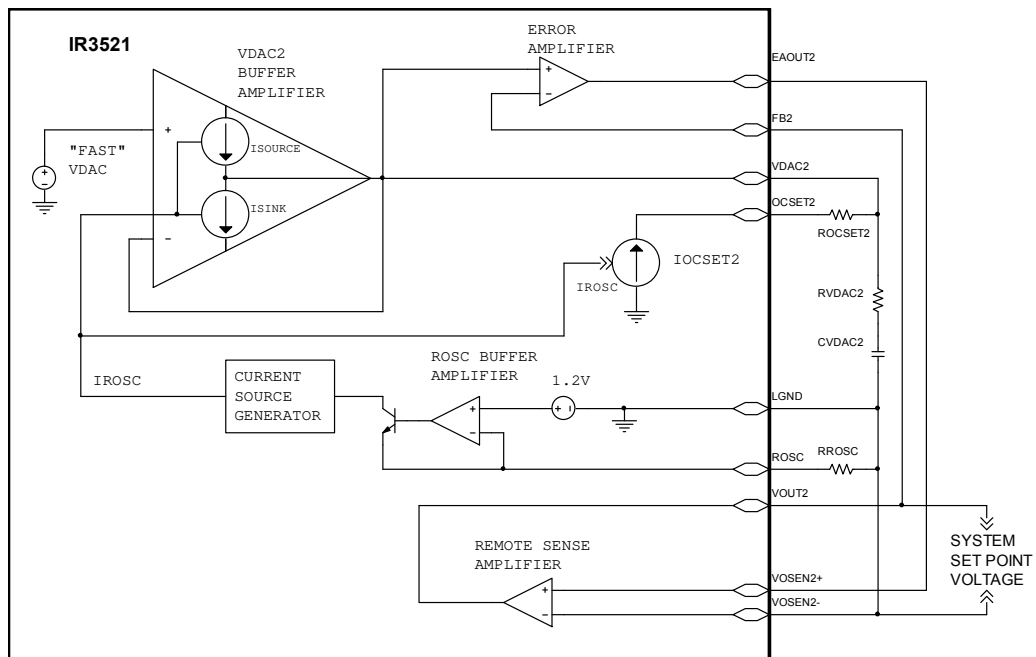 IR3521
VDAC2
BUFFER
AMPLIFIER
ERROR
AMPLIFIER
EAOUT2
+
-
FB2
+
"FAST"
VDAC
+
-
ISOURCE
VDAC2
ISINK
OCSET2
ROCSET2
-
IOCSET2
IROSC
RVDAC2
CVDAC2
ROSC BUFFER
AMPLIFIER
IROSC
CURRENT
SOURCE
GENERATOR
1.2V
+ -
LGND
+
-
ROSC
RROSC
VOUT2
SYSTEM
SET POINT
VOLTAGE
REMOTE SENSE
AMPLIFIER
VOSEN2+
+
VOSEN2-
-